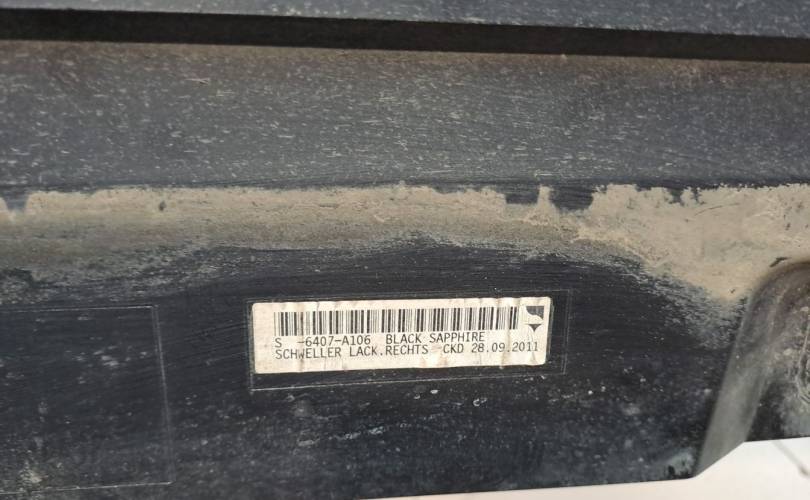 S -6407-A106 BLACK SAPPHIRE
SCHWELLER LACK.RECHTS -CKD 28.09.2011